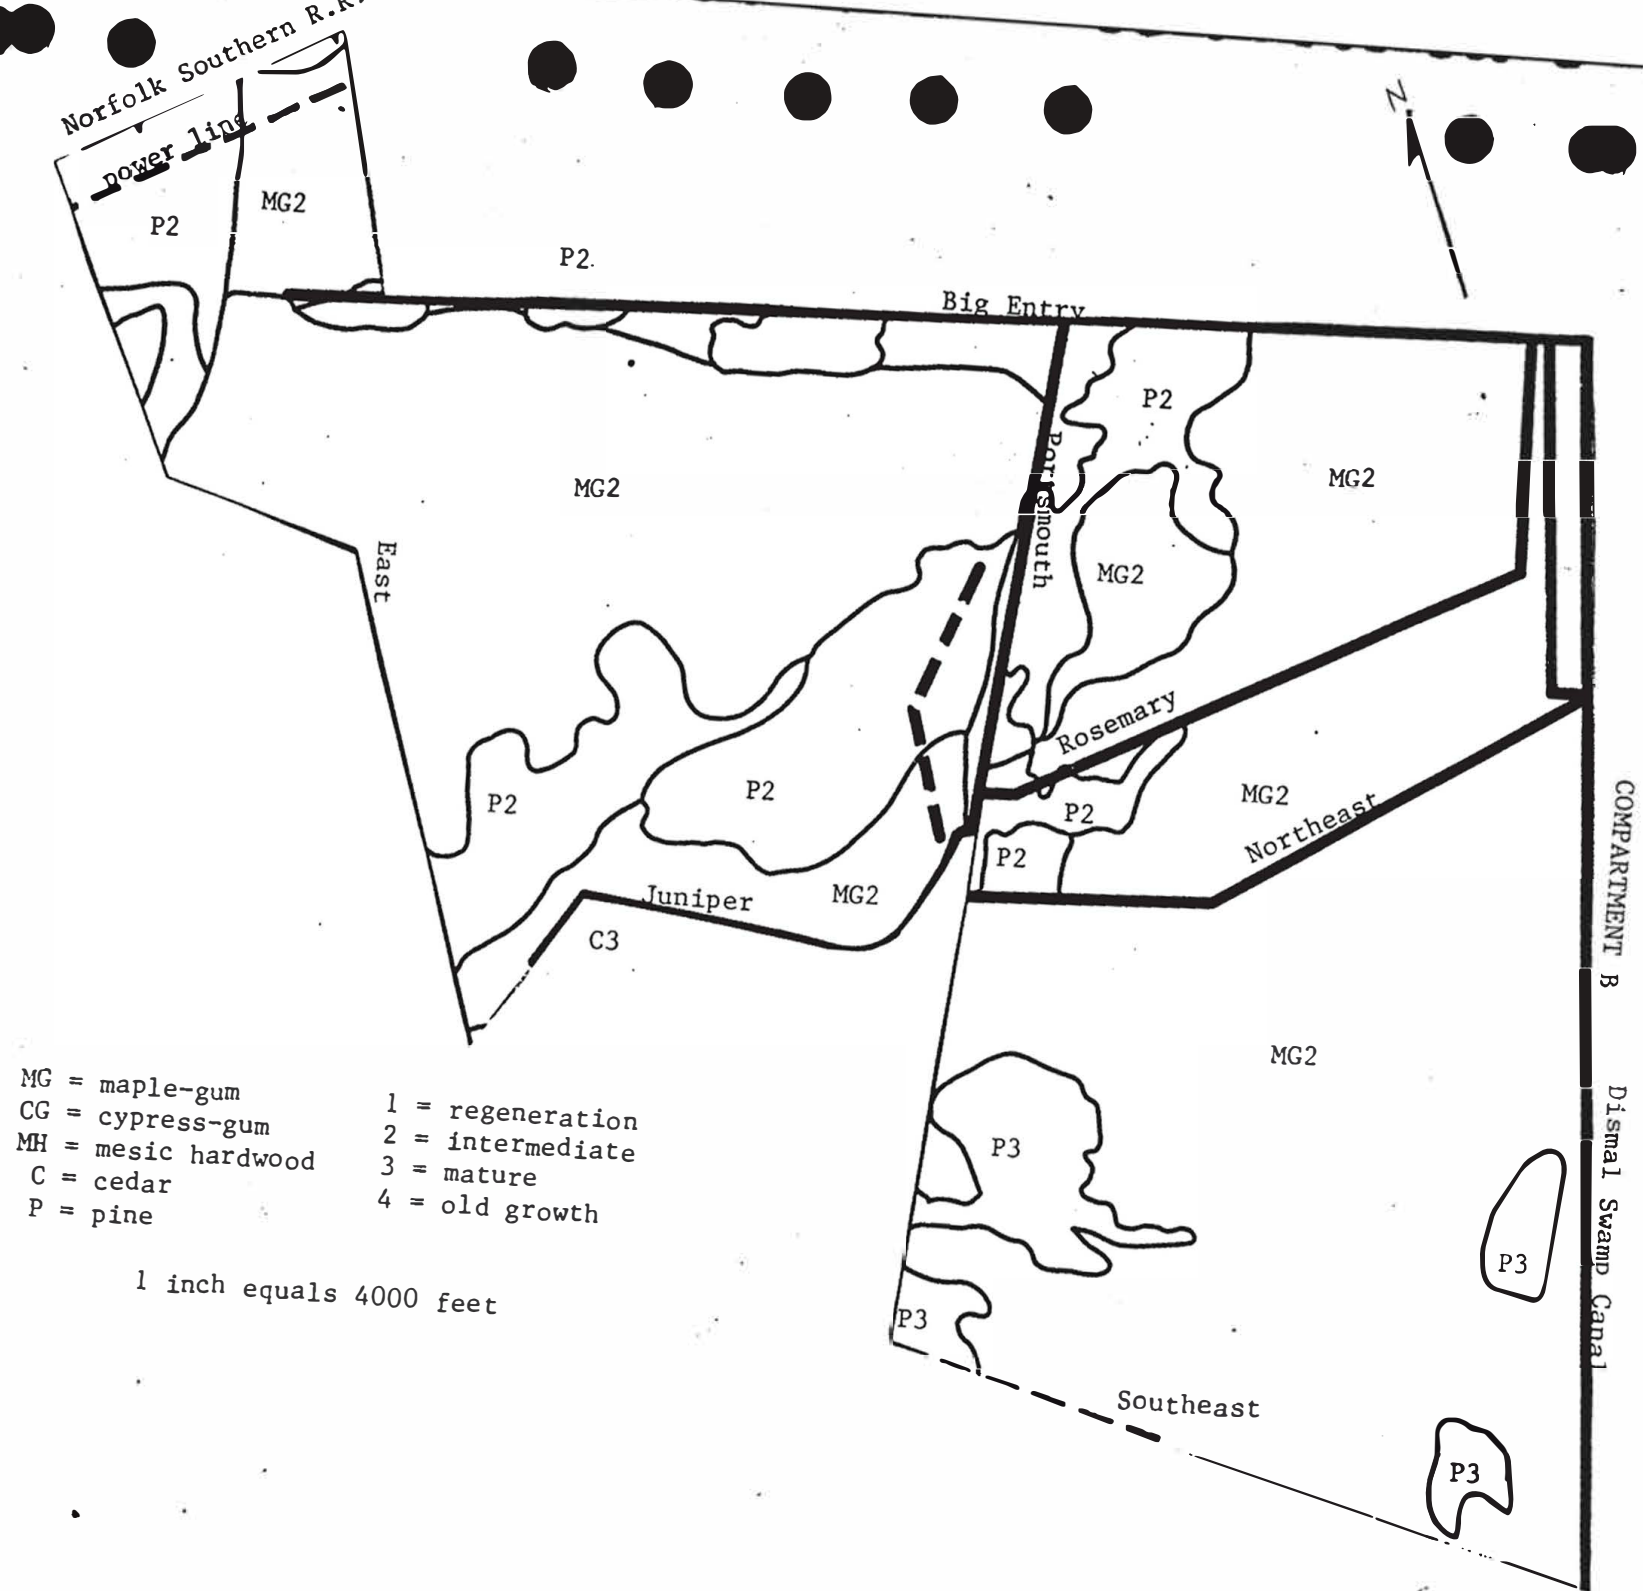 Norfolk Southern R.R.
power line
N
P2
MG2
P2.
Big Entry
P2
Portsmouth
MG2
MG2
East
MG2
Rosemary
P2
P2
P2
MG2
Northeast
P2
Juniper
MG2
C3
COMPARTMENT B Dismal Swamp Canal
MG2
MG = maple-gum
CG = cypress-gum
MH = mesic hardwood
C = cedar
P = pine
1 = regeneration
2 = intermediate
3 = mature
4 = old growth
1 inch equals 4000 feet
P3
P3
P3
Southeast
P3